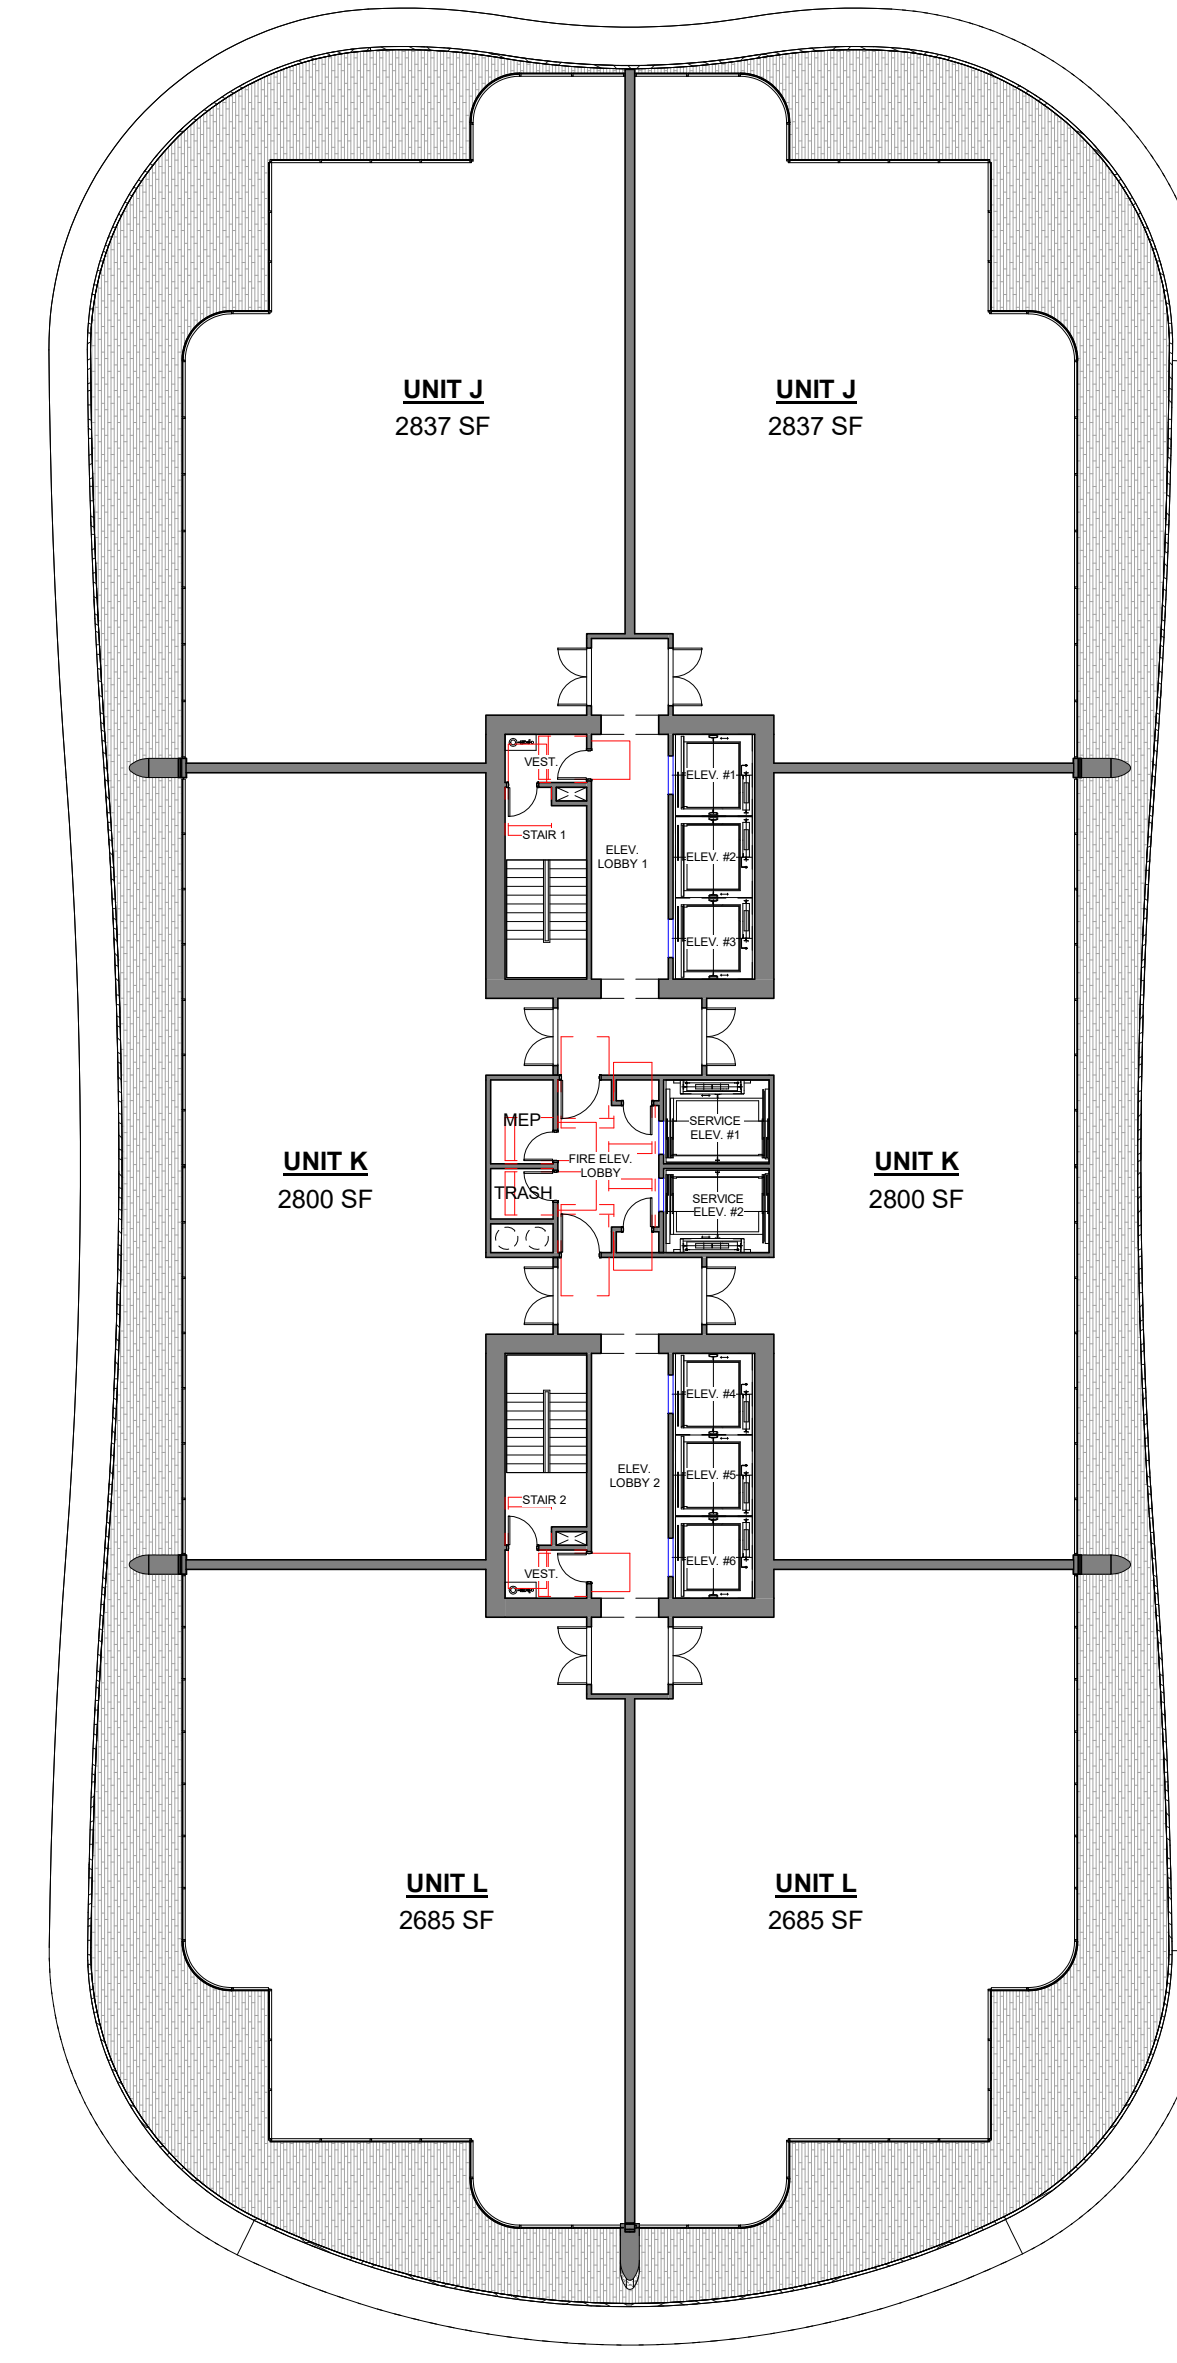 UNIT J
2837 SF
UNIT J
2837 SF
VEST.
ELEV. #1
STAIR 1
ELEV.
LOBBY 1
ELEV. #2
ELEV. #3
MEP
SERVICE
ELEV. #1
FIRE ELEV.
LOBBY
UNIT K
2800 SF
UNIT K
2800 SF
TRASH
SERVICE
ELEV. #2
ELEV. #4
ELEV.
LOBBY 2
ELEV. #5
STAIR 2
ELEV. #6
VEST.
UNIT L
2685 SF
UNIT L
2685 SF